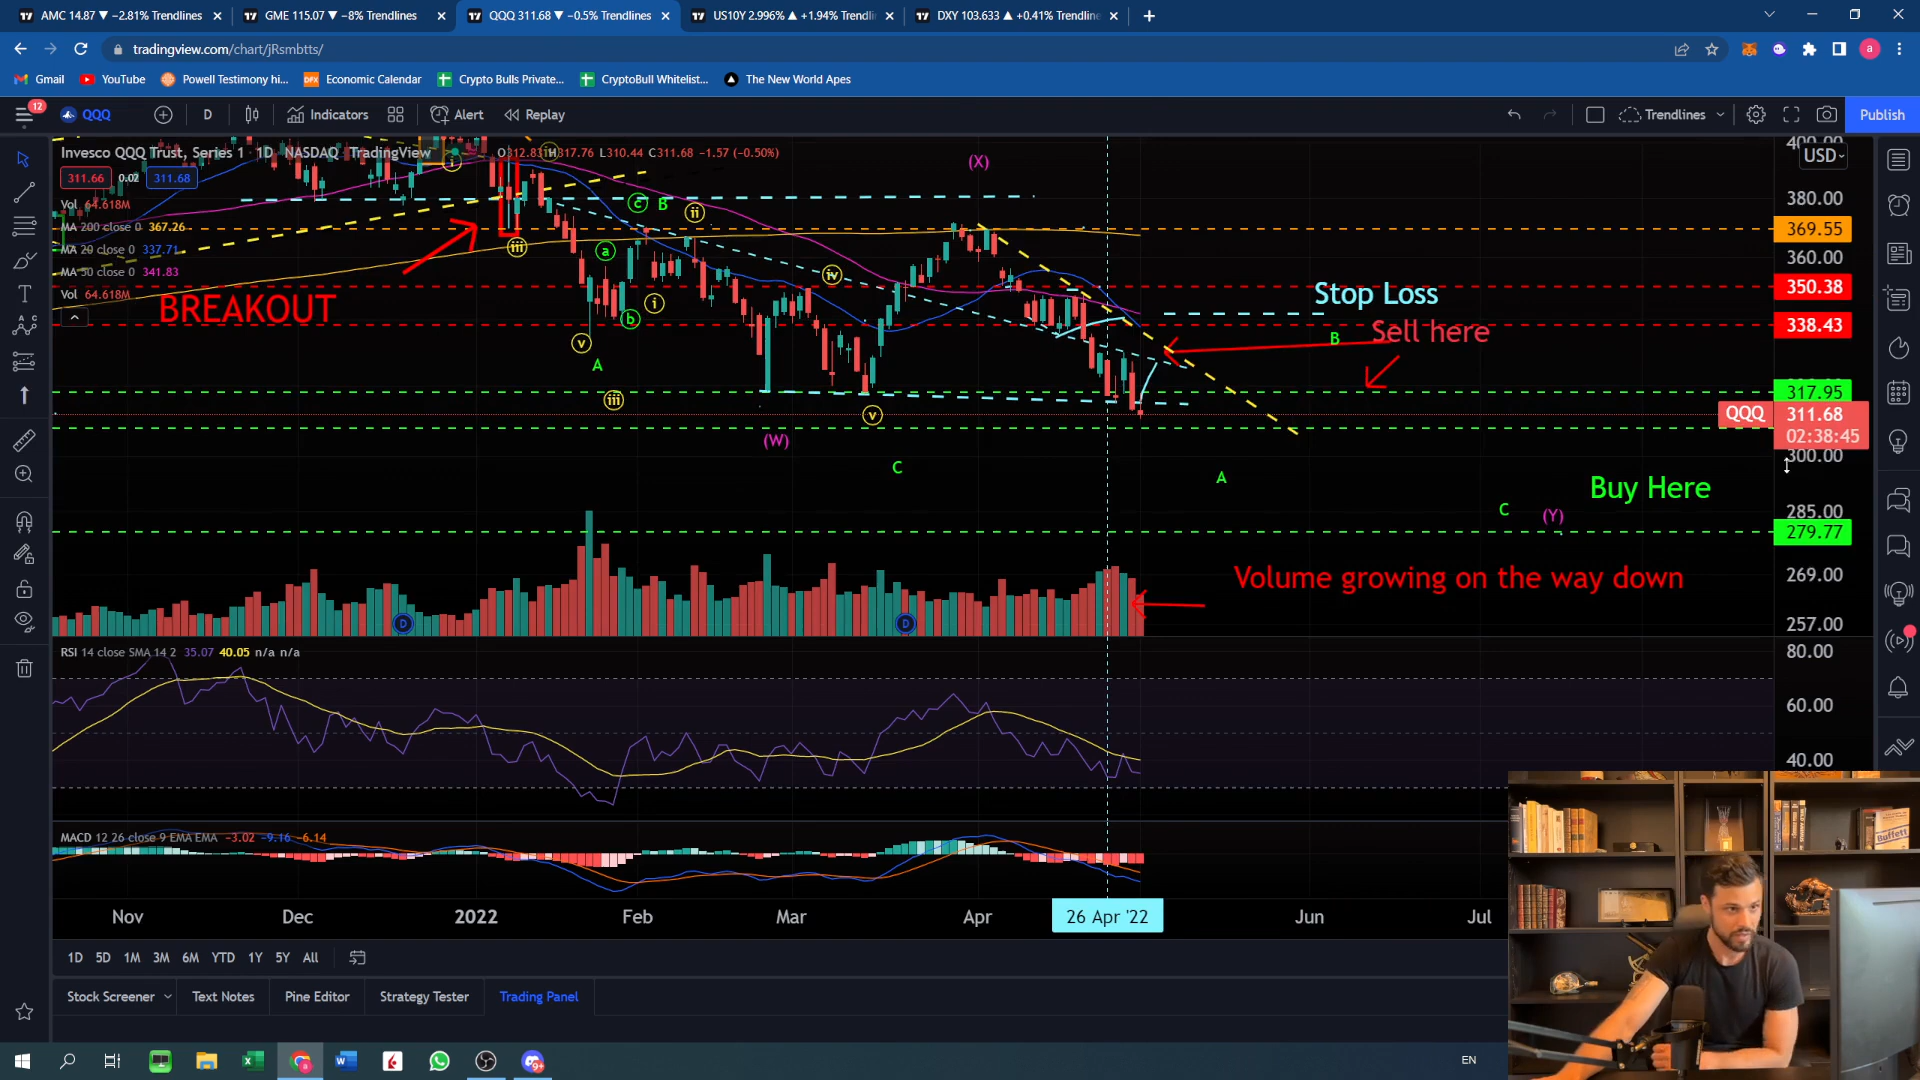 AMC 14.87 ▼ −2.81% Trendlines
GME 115.07 ▼ −8% Trendlines
QQQ 311.68 ▼ −0.5% Trendlines
US10Y 2.996% ▲ +1.94% Trendli
DXY 103.633 ▲ +0.41% Trendline
tradingview.com/chart/jRsmbtts/
Gmail
YouTube
Powell Testimony hi...
Economic Calendar
Crypto Bulls Private...
CryptoBull Whitelist...
The New World Apes
12
QQQ
D
Indicators
Alert
Replay
Trendlines
Publish
Invesco QQQ Trust, Series 1 · 1D · NASDAQ · TradingView
O312.83 H317.76 L310.44 C311.68 −1.57 (−0.50%)
311.66 0.02 311.68
Vol 64.618M
MA 200 close 0 367.26
MA 20 close 0 337.71
MA 50 close 0 341.83
Vol 64.618M
BREAKOUT
(X)
i
c
B
ii
iii
a
iv
i
b
v
A
iii
v
(W)
C
Stop Loss
B
Sell here
A
Buy Here
C
(Y)
Volume growing on the way down
D
D
400.00
USD
380.00
369.55
360.00
350.38
338.43
317.95
QQQ 311.68
02:38:45
300.00
285.00
279.77
269.00
257.00
RSI 14 close SMA 14 2 35.07 40.05 n/a n/a
80.00
60.00
40.00
MACD 12 26 close 9 EMA EMA −3.02 −9.16 −6.14
Nov
Dec
2022
Feb
Mar
Apr
26 Apr '22
Jun
Jul
1D 5D 1M 3M 6M YTD 1Y 5Y All
Stock Screener
Text Notes
Pine Editor
Strategy Tester
Trading Panel
Buffett
EN